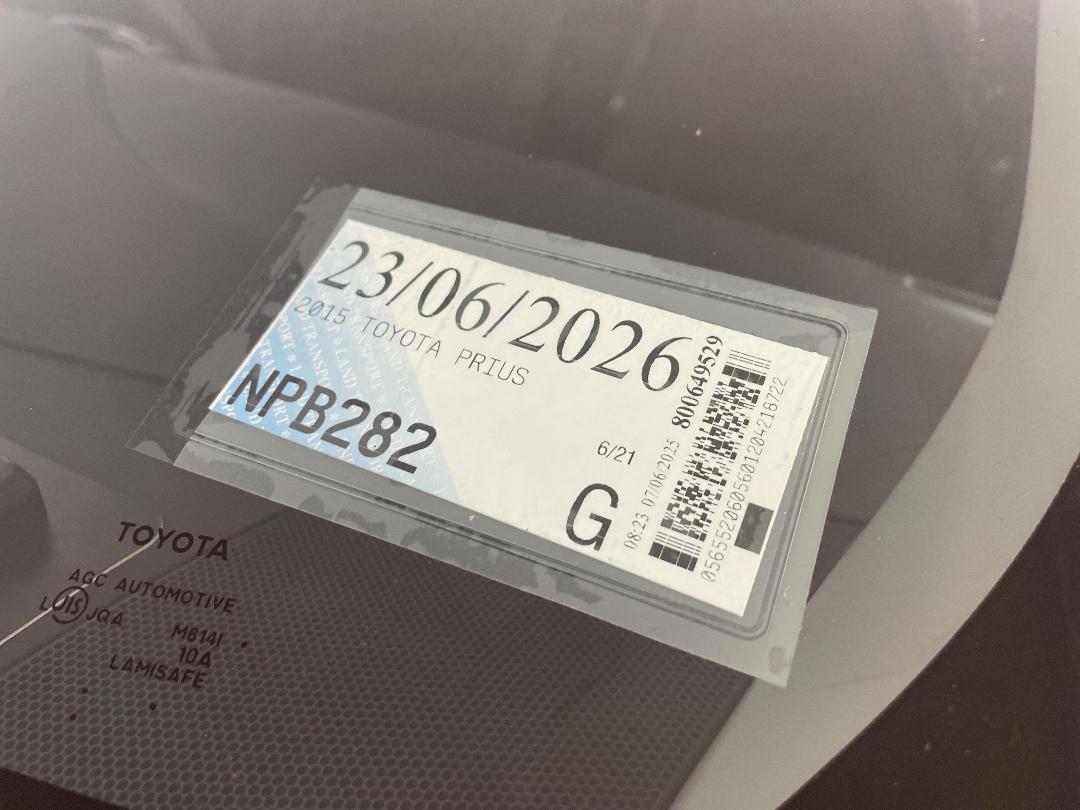 23/06/2026
2015 TOYOTA PRIUS
NPB282
6/21
G
08:23 07/06/2025
800649529
0565520605601204218722
TOYOTA
AGC AUTOMOTIVE
JQA
M814I
10A
LAMISAFE